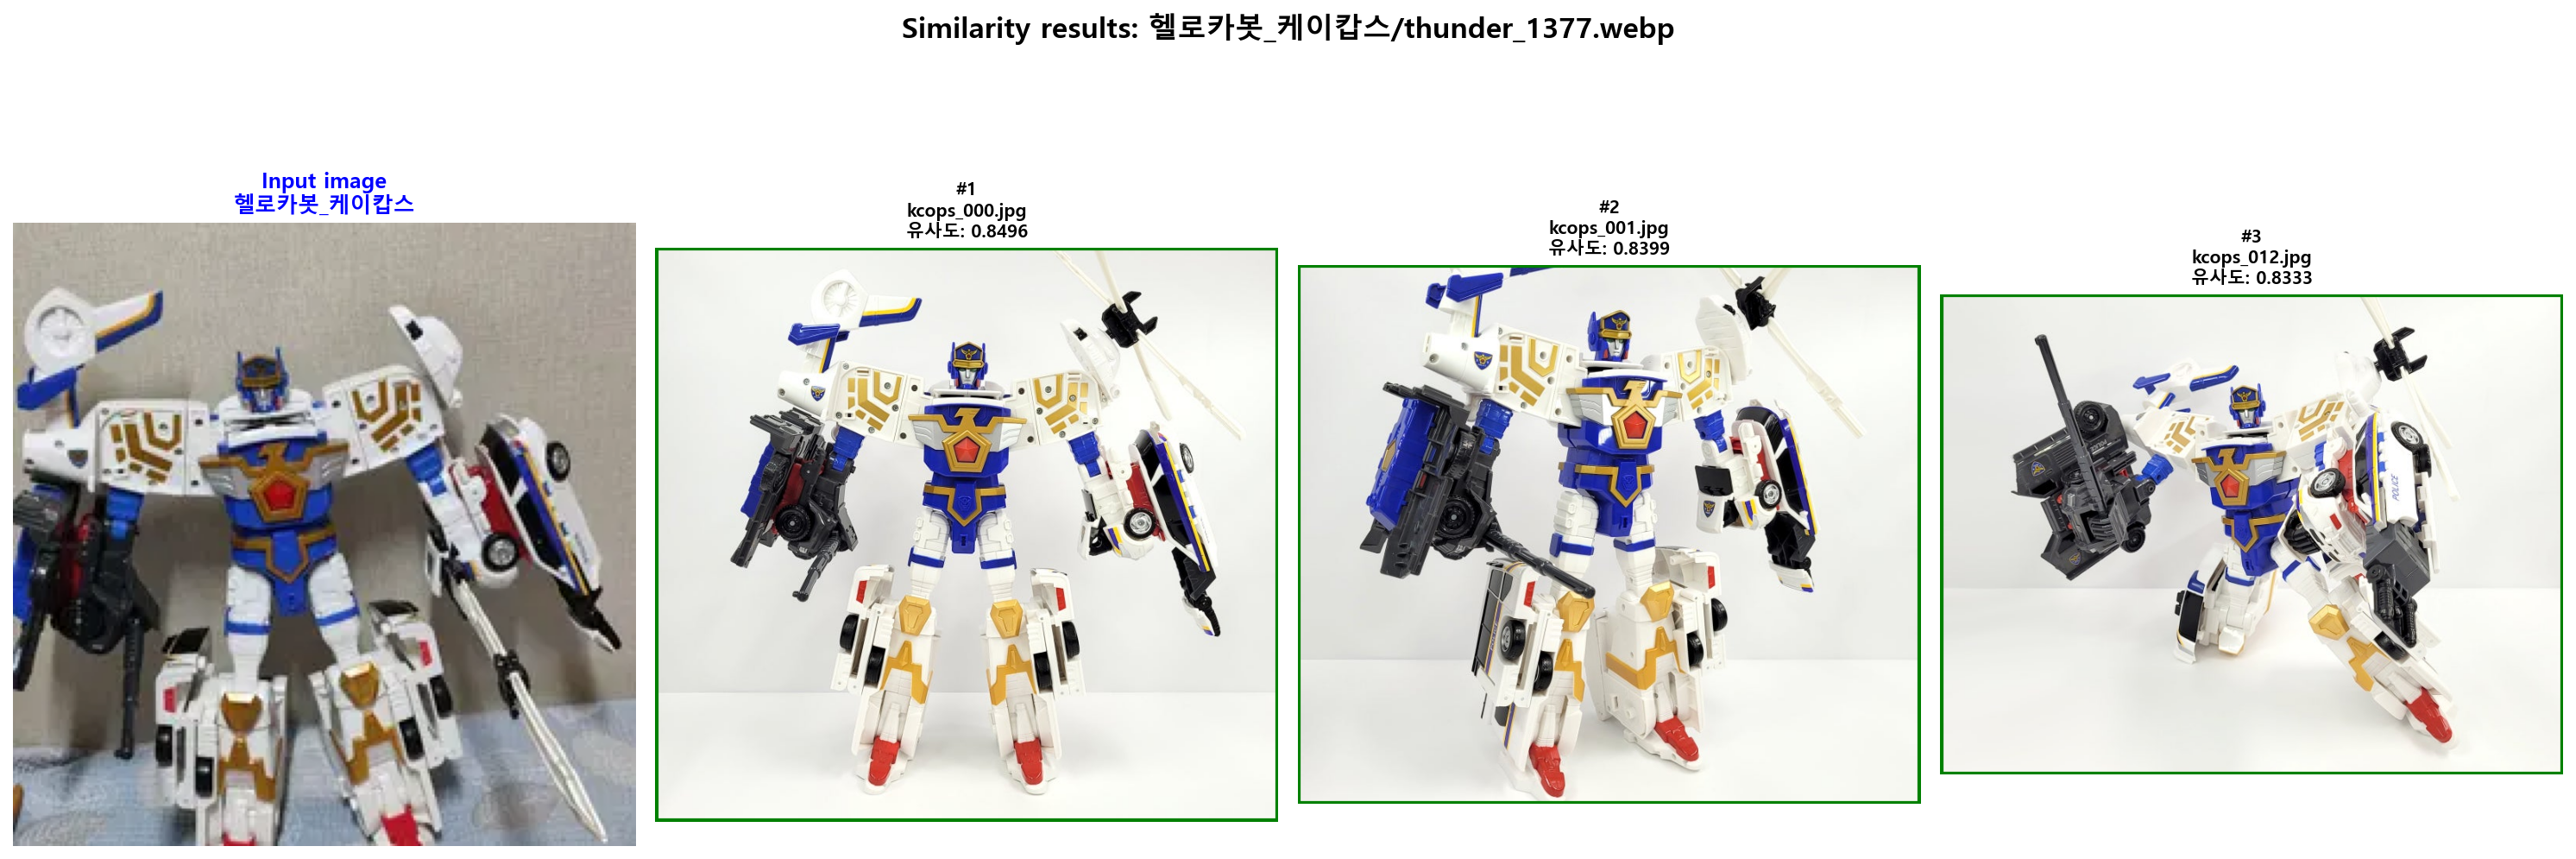 Similarity results: 헬로카봇_케이캅스/thunder_1377.webp
Input image
헬로카봇_케이캅스
#1
kcops_000.jpg
유사도: 0.8496
#2
kcops_001.jpg
유사도: 0.8399
#3
kcops_012.jpg
유사도: 0.8333
POLICE